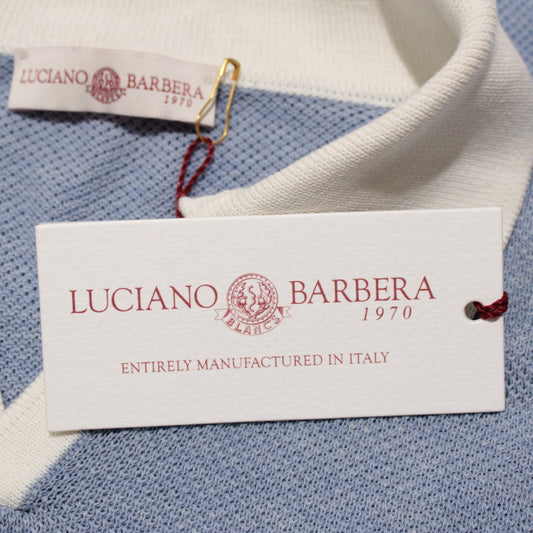 LUCIANO BARBERA
1970
LUCIANO BARBERA
BLANCS
1970
ENTIRELY MANUFACTURED IN ITALY